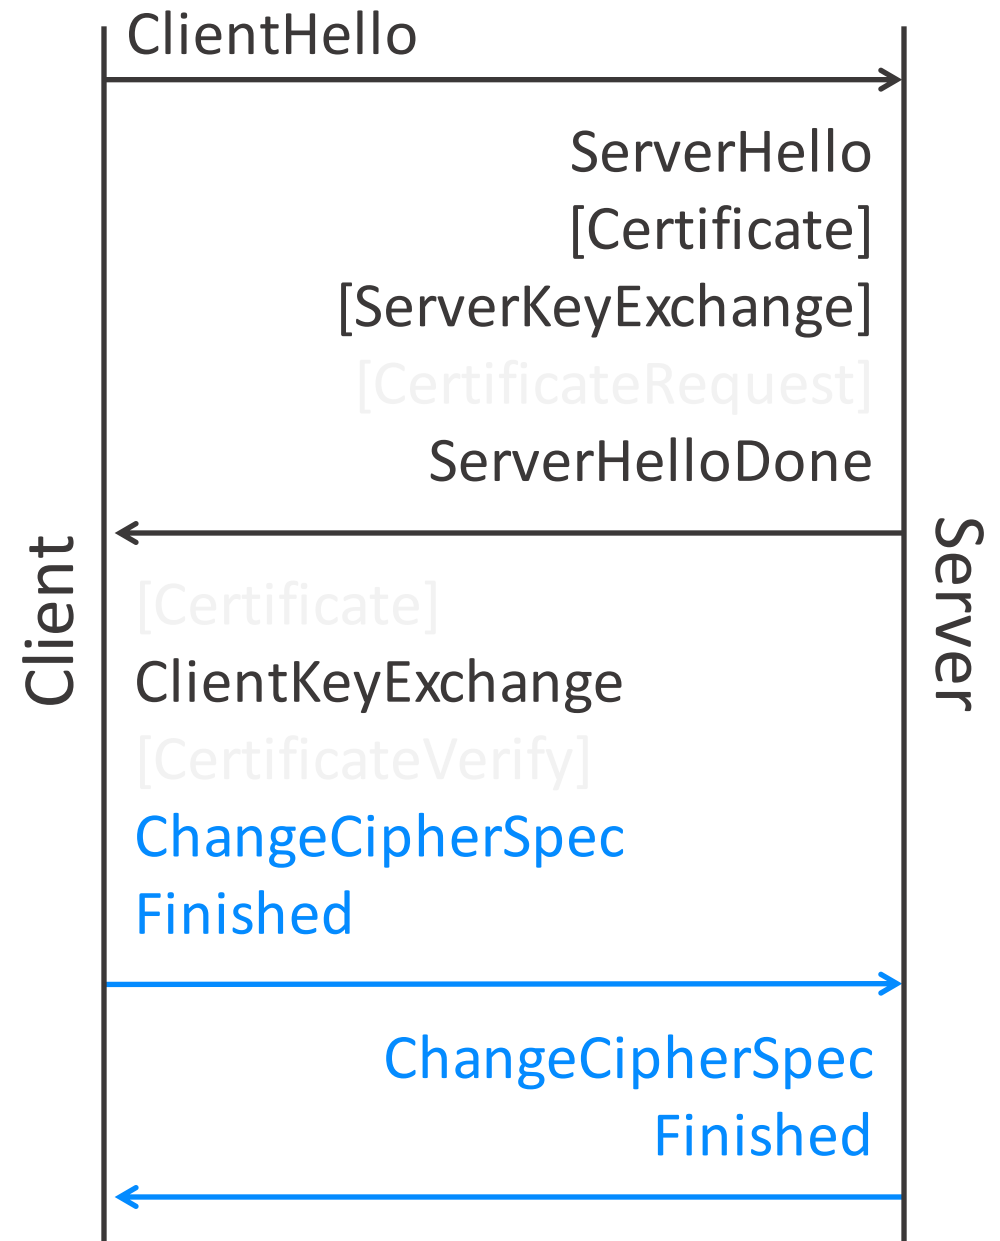 ClientHello
ServerHello
[Certificate]
[ServerKeyExchange]
[CertificateRequest]
ServerHelloDone
Client
Server
[Certificate]
ClientKeyExchange
[CertificateVerify]
ChangeCipherSpec
Finished
ChangeCipherSpec
Finished